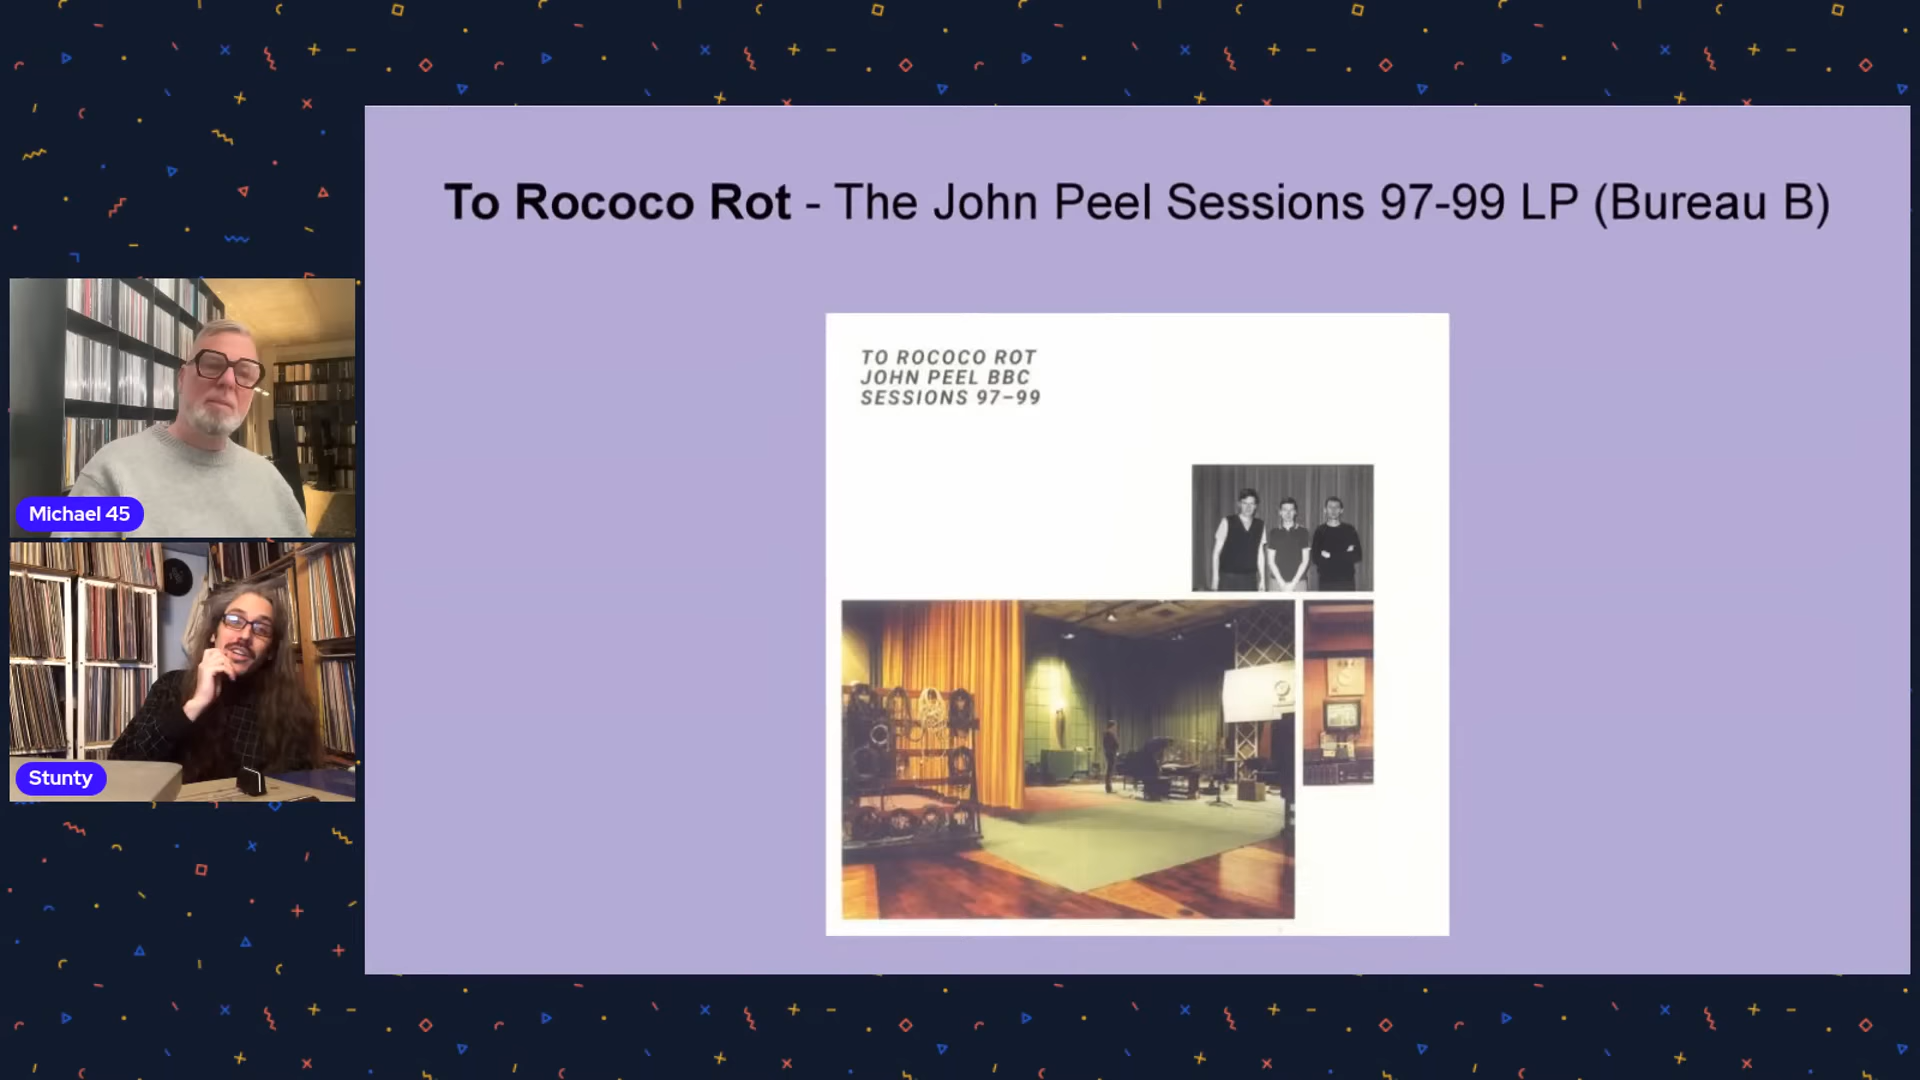 To Rococo Rot - The John Peel Sessions 97-99 LP (Bureau B)
TO ROCOCO ROT
JOHN PEEL BBC
SESSIONS 97–99
Michael 45
Stunty